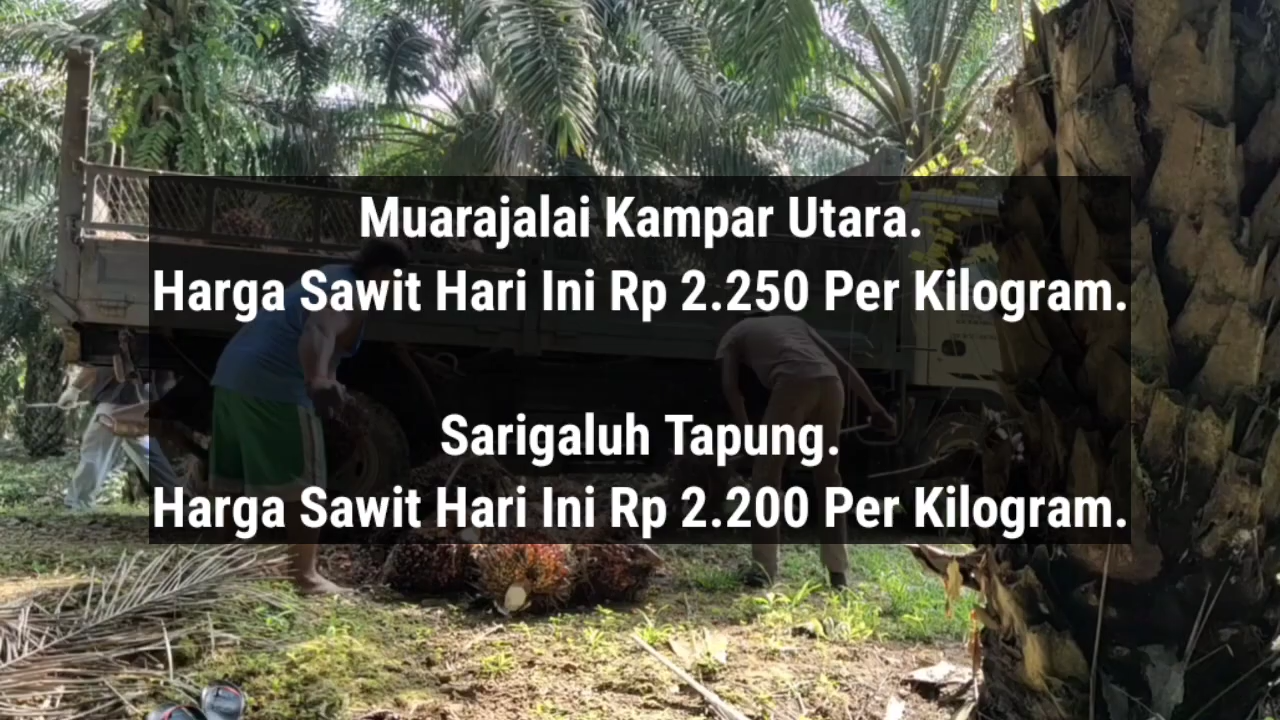 Muarajalai Kampar Utara.
Harga Sawit Hari Ini Rp 2.250 Per Kilogram.
Sarigaluh Tapung.
Harga Sawit Hari Ini Rp 2.200 Per Kilogram.